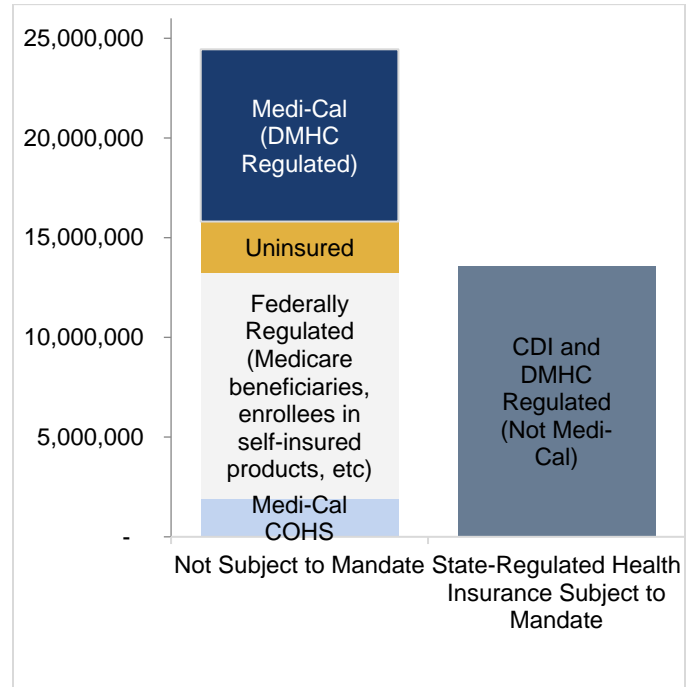 25,000,000
20,000,000
15,000,000
10,000,000
5,000,000
-
Medi-Cal
(DMHC
Regulated)
Uninsured
Federally
Regulated
(Medicare
beneficiaries,
enrollees in
self-insured
products, etc)
Medi-Cal
COHS
CDI and
DMHC
Regulated
(Not Medi-
Cal)
Not Subject to Mandate
State-Regulated Health
Insurance Subject to
Mandate